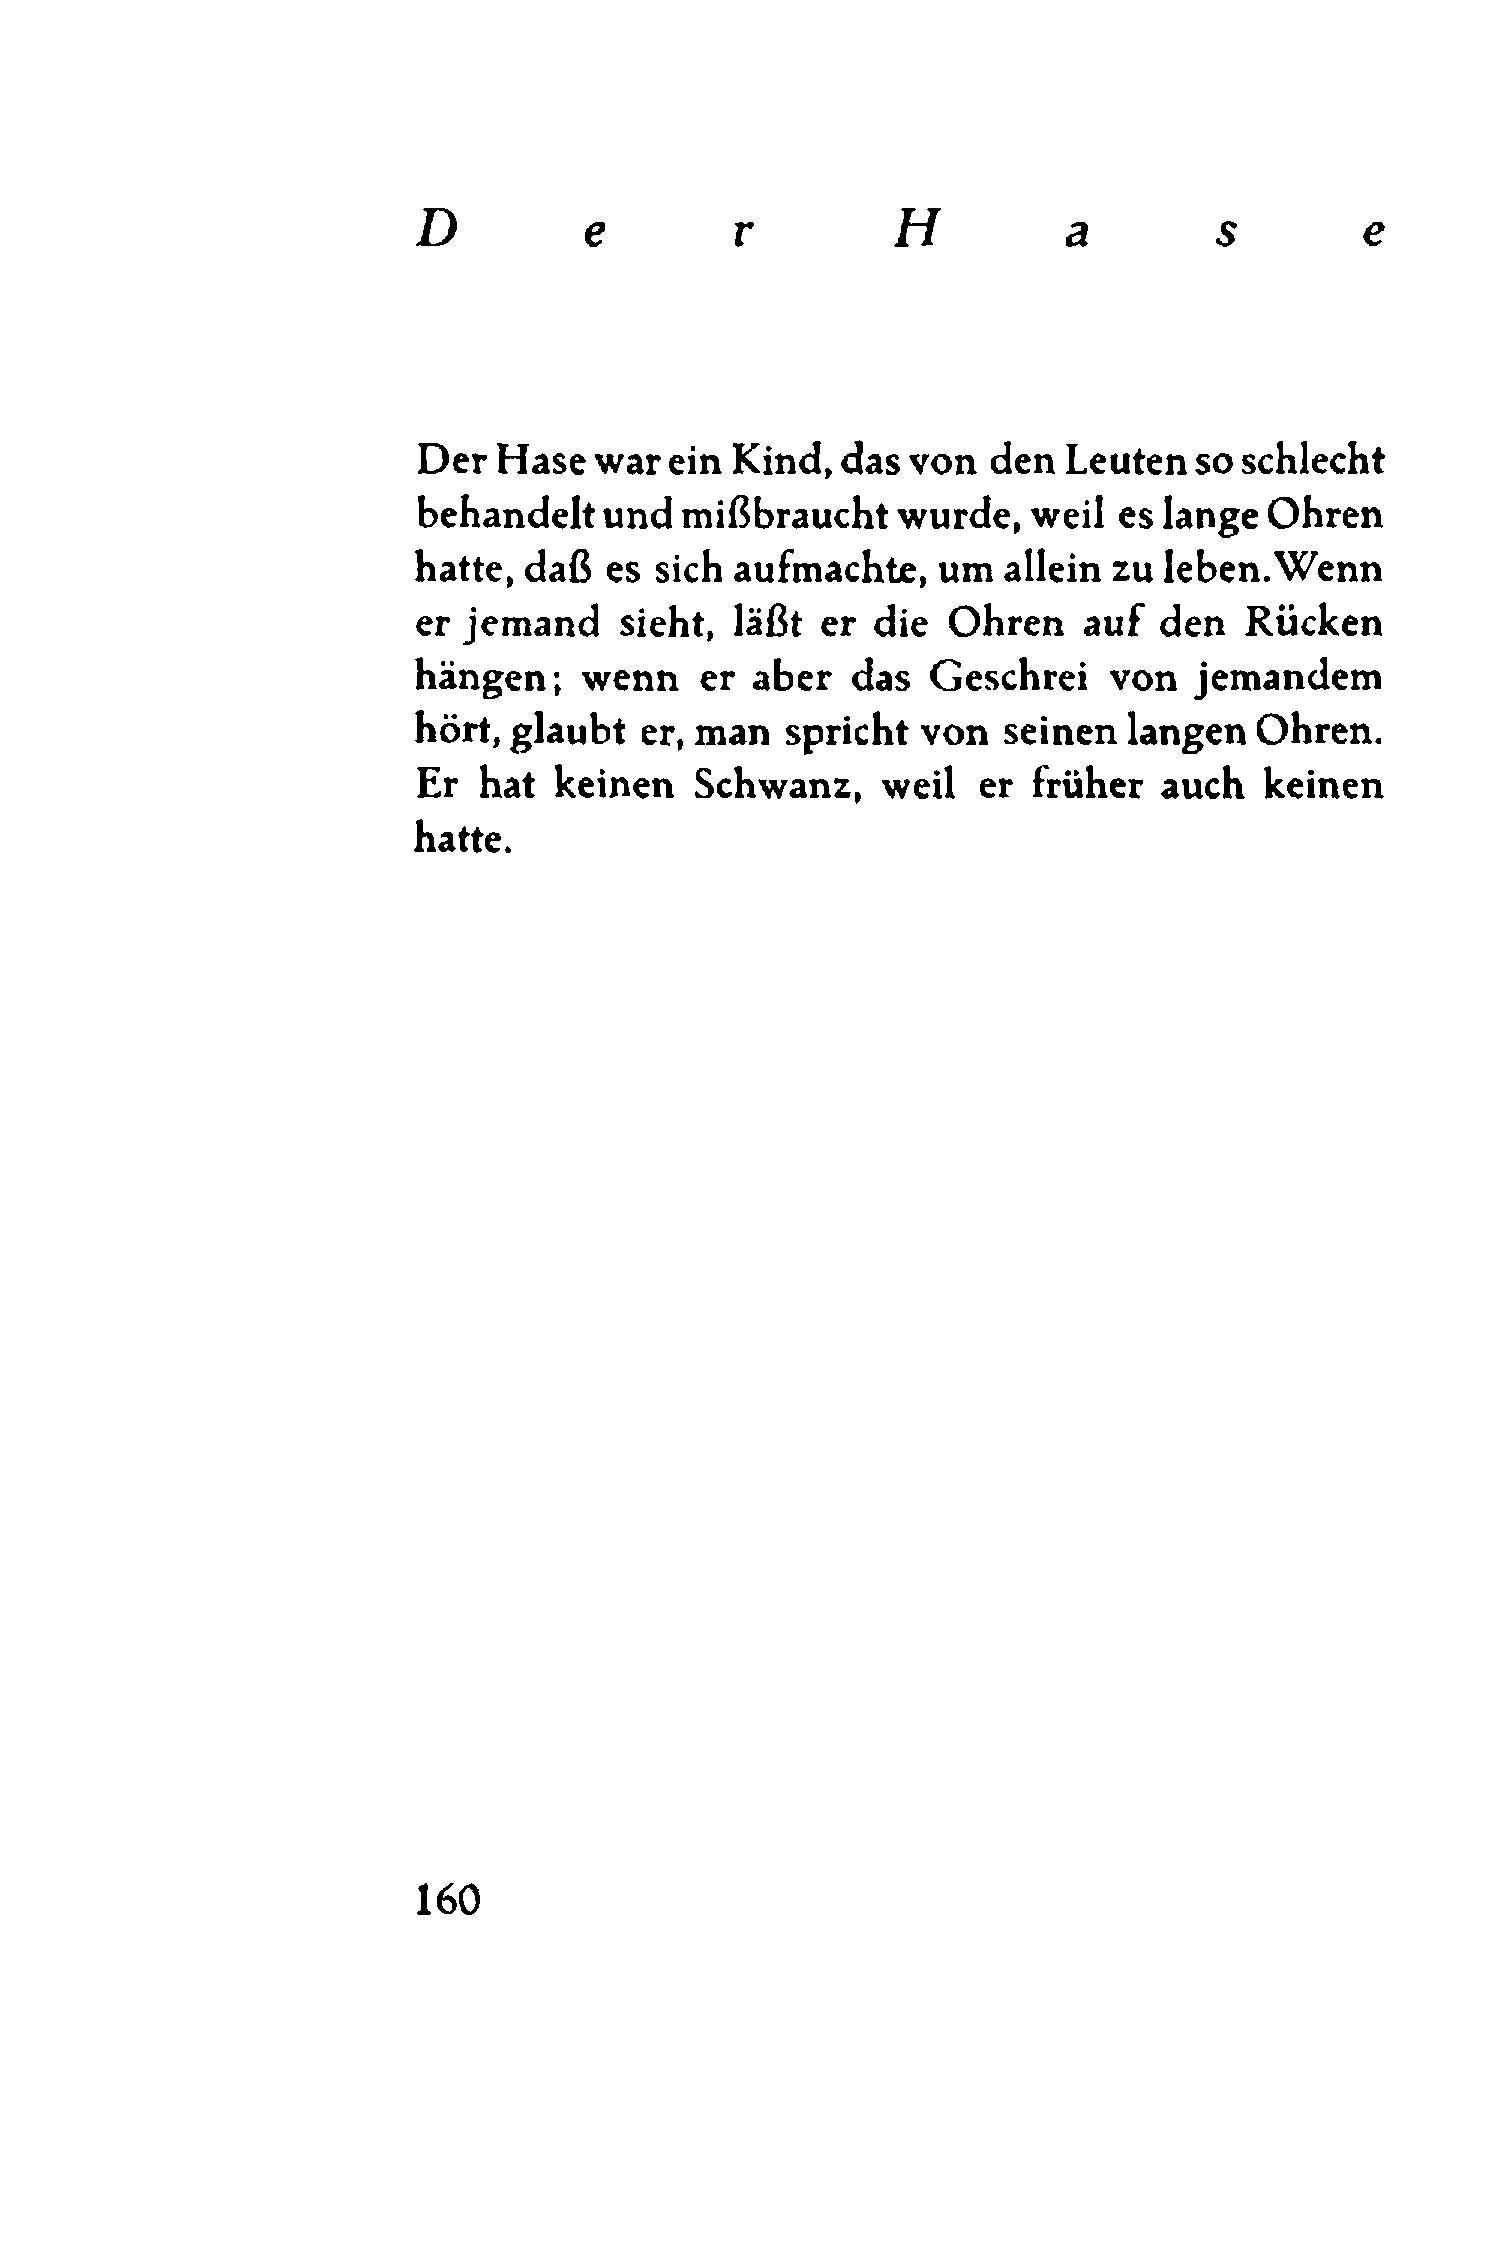 Der Hase
Der Hase war ein Kind, das von den Leuten so schlecht
behandelt und mißbraucht wurde, weil es lange Ohren
hatte, daß es sich aufmachte, um allein zu leben. Wenn
er jemand sieht, läßt er die Ohren auf den Rücken
hängen; wenn er aber das Geschrei von jemandem
hört, glaubt er, man spricht von seinen langen Ohren.
Er hat keinen Schwanz, weil er früher auch keinen
hatte.
160